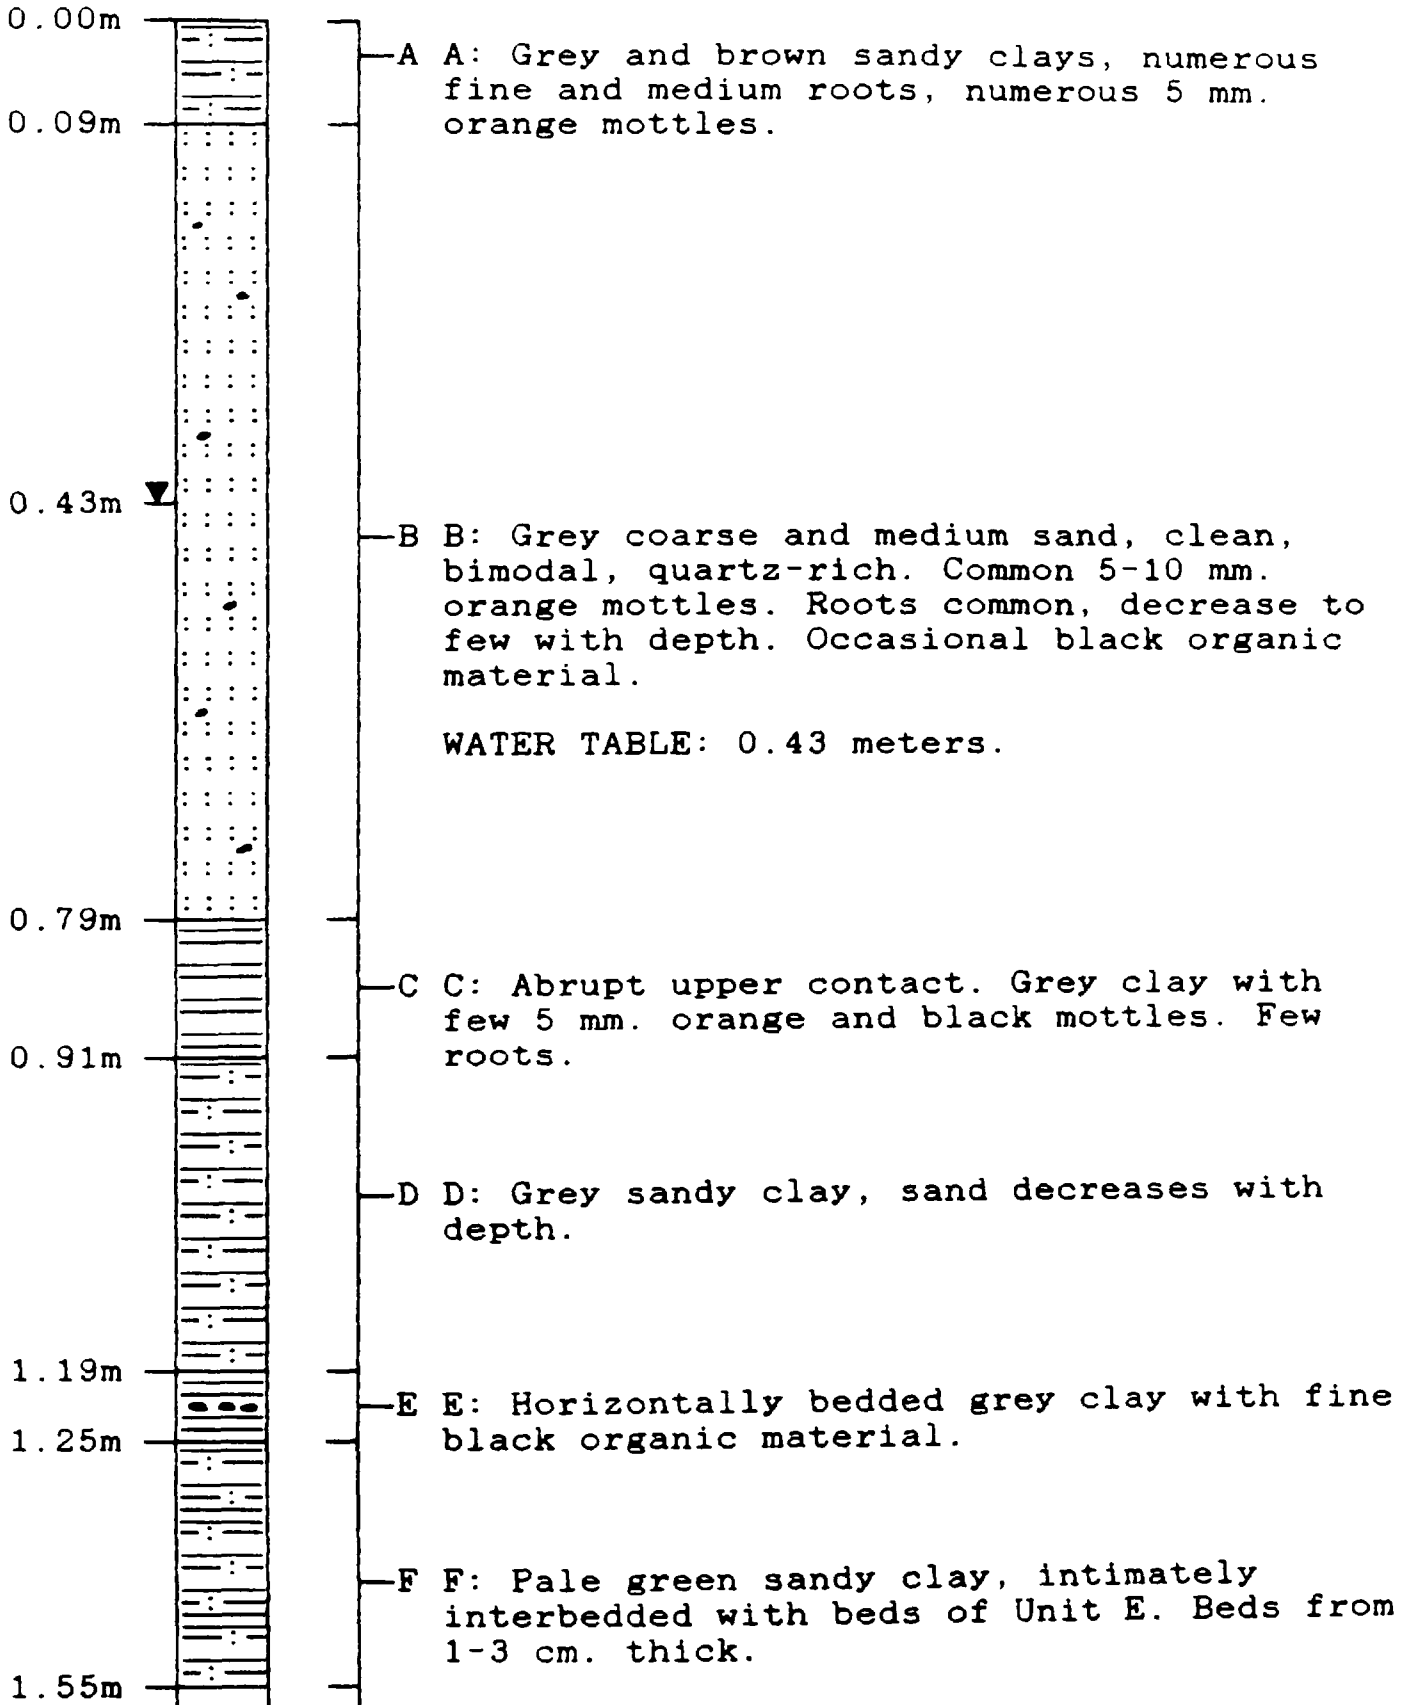 0.00m
A A: Grey and brown sandy clays, numerous
fine and medium roots, numerous 5 mm.
orange mottles.
0.09m
0.43m
B B: Grey coarse and medium sand, clean,
bimodal, quartz-rich. Common 5-10 mm.
orange mottles. Roots common, decrease to
few with depth. Occasional black organic
material.
WATER TABLE: 0.43 meters.
0.79m
C C: Abrupt upper contact. Grey clay with
few 5 mm. orange and black mottles. Few
roots.
0.91m
D D: Grey sandy clay, sand decreases with
depth.
1.19m
E E: Horizontally bedded grey clay with fine
black organic material.
1.25m
F F: Pale green sandy clay, intimately
interbedded with beds of Unit E. Beds from
1-3 cm. thick.
1.55m